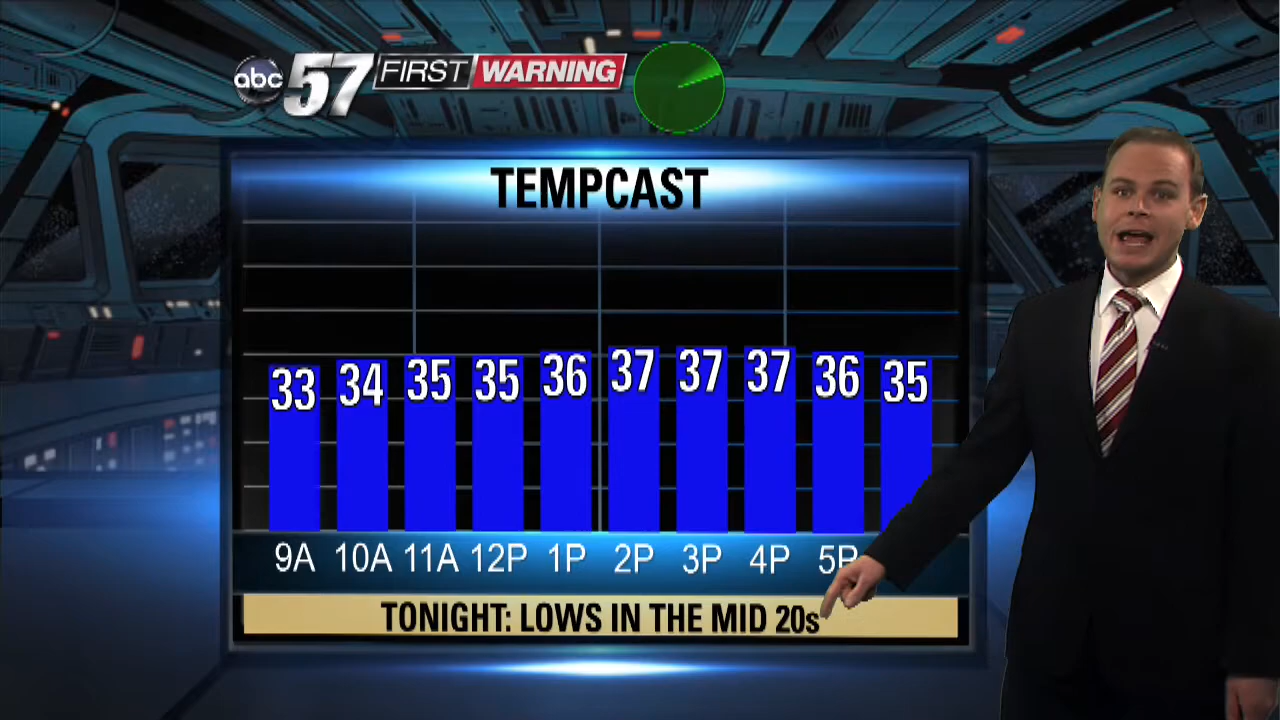 abc 57 FIRST WARNING
TEMPCAST
33 34 35 35 36 37 37 37 36 35
9A 10A 11A 12P 1P 2P 3P 4P 5P
TONIGHT: LOWS IN THE MID 20s